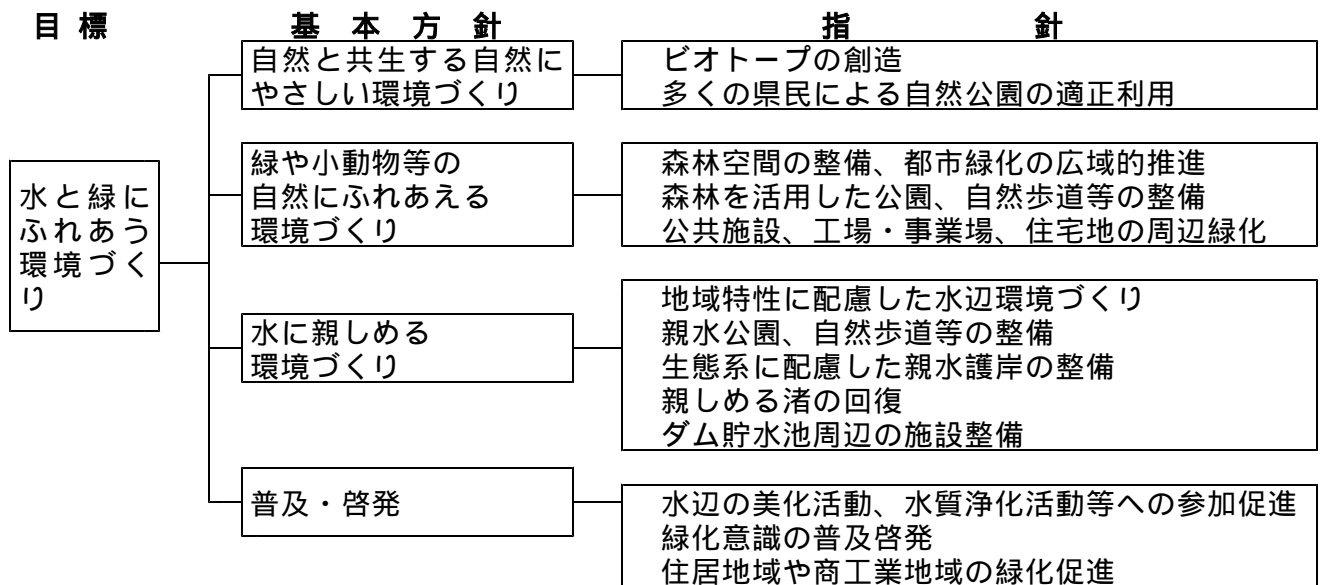 目標 基本方針 指針
水と緑に
ふれあう
環境づく
り
自然と共生する自然に
やさしい環境づくり
ビオトープの創造
多くの県民による自然公園の適正利用
緑や小動物等の
自然にふれあえる
環境づくり
森林空間の整備、都市緑化の広域的推進
森林を活用した公園、自然歩道等の整備
公共施設、工場・事業場、住宅地の周辺緑化
水に親しめる
環境づくり
地域特性に配慮した水辺環境づくり
親水公園、自然歩道等の整備
生態系に配慮した親水護岸の整備
親しめる渚の回復
ダム貯水池周辺の施設整備
普及・啓発
水辺の美化活動、水質浄化活動等への参加促進
緑化意識の普及啓発
住居地域や商工業地域の緑化促進